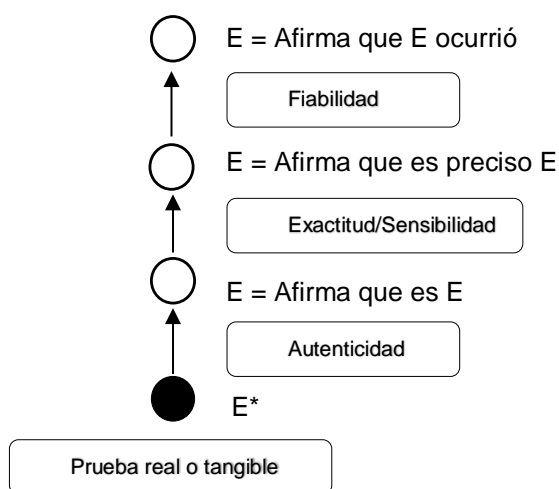 E = Afirma que E ocurrió
Fiabilidad
E = Afirma que es preciso E
Exactitud/Sensibilidad
E = Afirma que es E
Autenticidad
E*
Prueba real o tangible